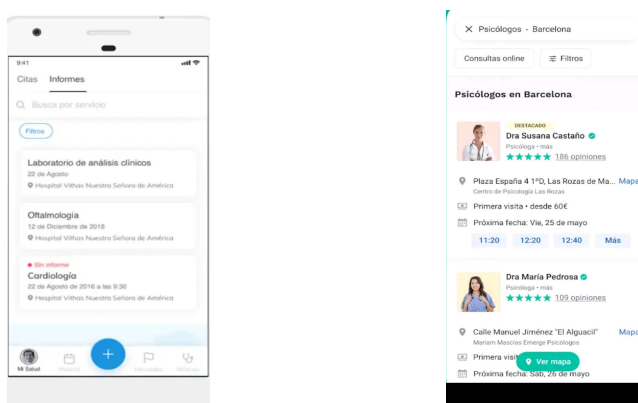 9:41
Citas Informes
Busca por servicio
Filtros
Laboratorio de análisis clínicos
22 de Agosto
Hospital Vithas Nuestra Señora de América
Oftalmología
12 de Diciembre de 2018
Hospital Vithas Nuestra Señora de América
Sin informe
Cardiología
22 de Agosto de 2016 a las 9:30
Hospital Vithas Nuestra Señora de América
+
Mi Salud
X Psicólogos - Barcelona
Consultas online Filtros
Psicólogos en Barcelona
DESTACADO
Dra Susana Castaño
Psicóloga • más
186 opiniones
Plaza España 4 1ºD, Las Rozas de Ma... Mapa
Centro de Psicología Las Rozas
Primera visita • desde 60€
Próxima fecha: Vie, 25 de mayo
11:20 12:20 12:40 Más
Dra María Pedrosa
Psicóloga • más
109 opiniones
Calle Manuel Jiménez "El Alguacil" Mapa
Mariam Mascías Emerge Psicólogos
Primera visit
Ver mapa
Próxima fecha: Sáb, 26 de mayo